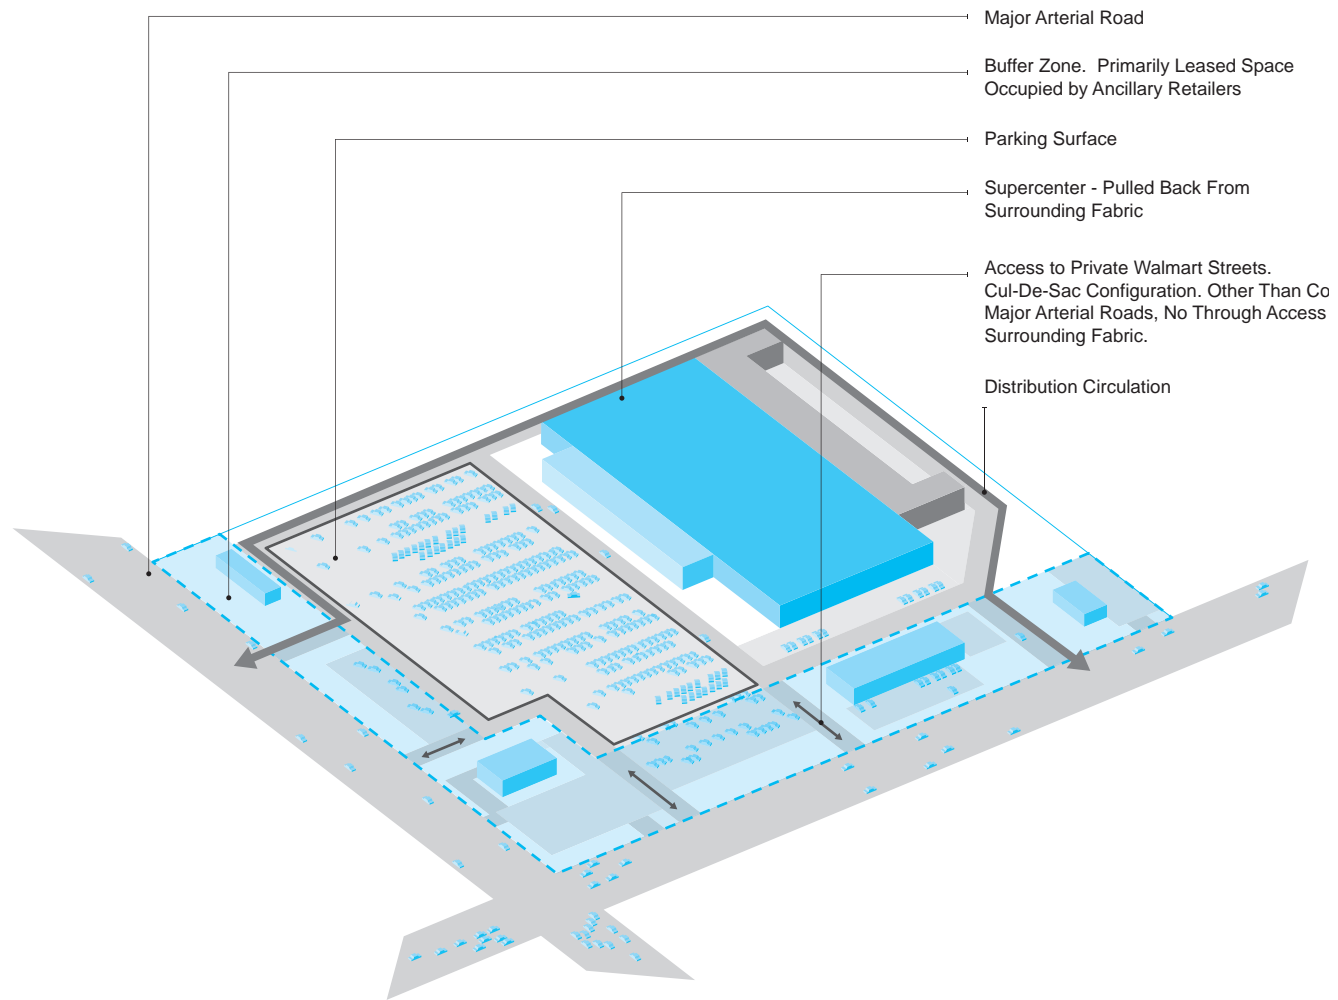 Major Arterial Road
Buffer Zone.  Primarily Leased Space
Occupied by Ancillary Retailers
Parking Surface
Supercenter - Pulled Back From
Surrounding Fabric
Access to Private Walmart Streets.
Cul-De-Sac Configuration. Other Than
Major Arterial Roads, No Through Access
Surrounding Fabric.
Distribution Circulation